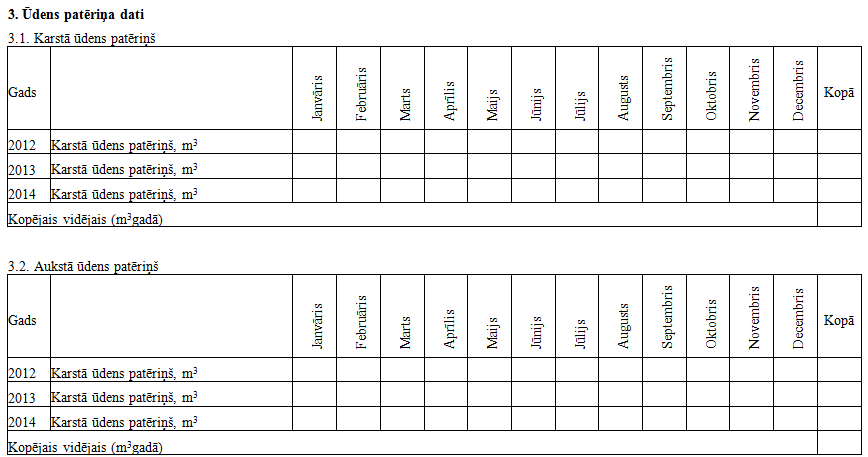 3. Ūdens patēriņa dati
3.1. Karstā ūdens patēriņš
Gads Janvāris Februāris Marts Aprīlis Maijs Jūnijs Jūlijs Augusts Septembris Oktobris Novembris Decembris Kopā
2012 Karstā ūdens patēriņš, m³
2013 Karstā ūdens patēriņš, m³
2014 Karstā ūdens patēriņš, m³
Kopējais vidējais (m³gadā)
3.2. Aukstā ūdens patēriņš
Gads Janvāris Februāris Marts Aprīlis Maijs Jūnijs Jūlijs Augusts Septembris Oktobris Novembris Decembris Kopā
2012 Karstā ūdens patēriņš, m³
2013 Karstā ūdens patēriņš, m³
2014 Karstā ūdens patēriņš, m³
Kopējais vidējais (m³gadā)